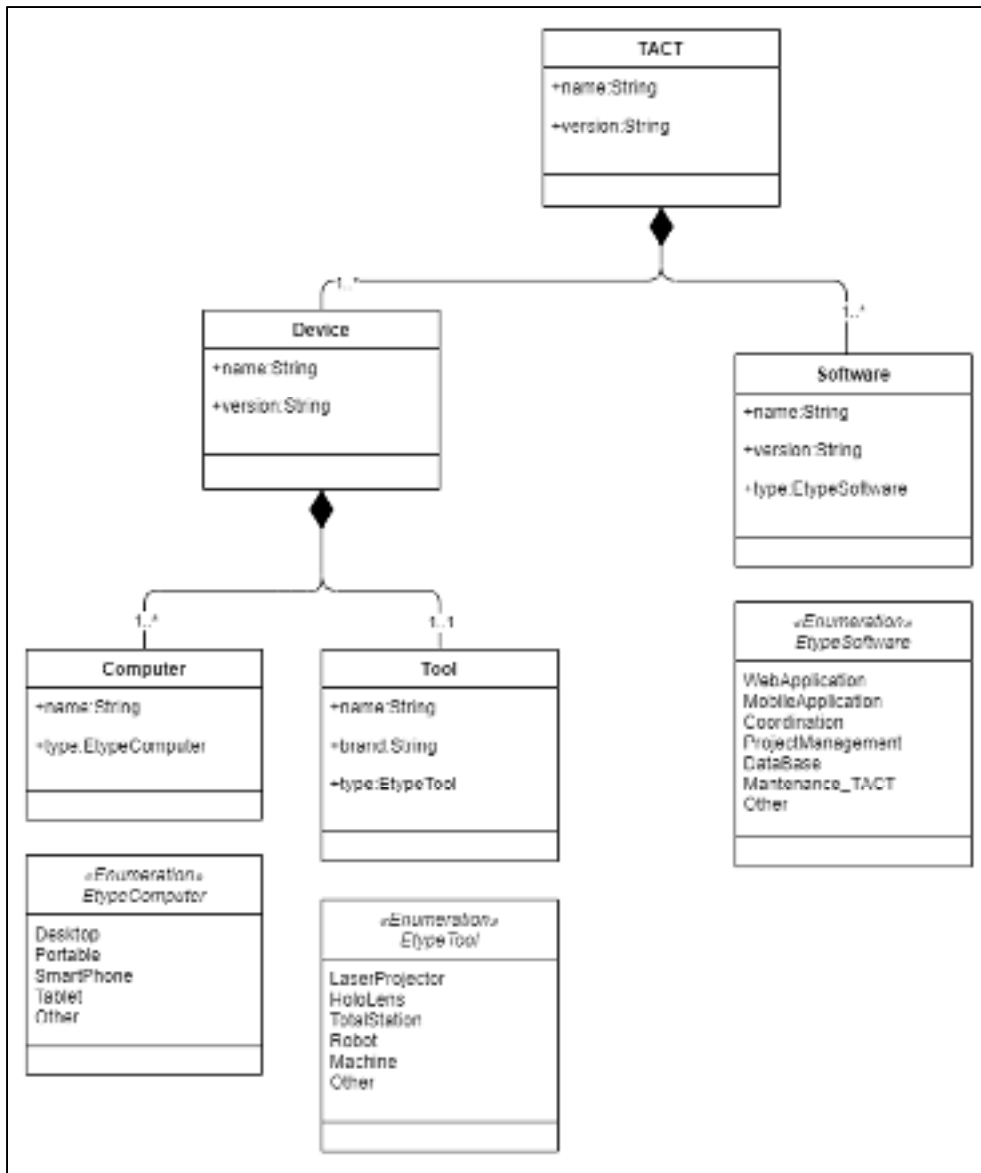 TACT
+name:String
+version:String
1..*
1..*
Device
+name:String
+version:String
Software
+name:String
+version:String
+type:EtypeSoftware
1..*
1..1
Computer
+name:String
+type:EtypeComputer
Tool
+name:String
+brand:String
+type:EtypeTool
«Enumeration»
EtypeSoftware
WebApplication
MobileApplication
Coordination
ProjectManagement
DataBase
Mantenance_TACT
Other
«Enumeration»
EtypeComputer
Desktop
Portable
SmartPhone
Tablet
Other
«Enumeration»
EtypeTool
LaserProjector
HoloLens
TotalStation
Robot
Machine
Other